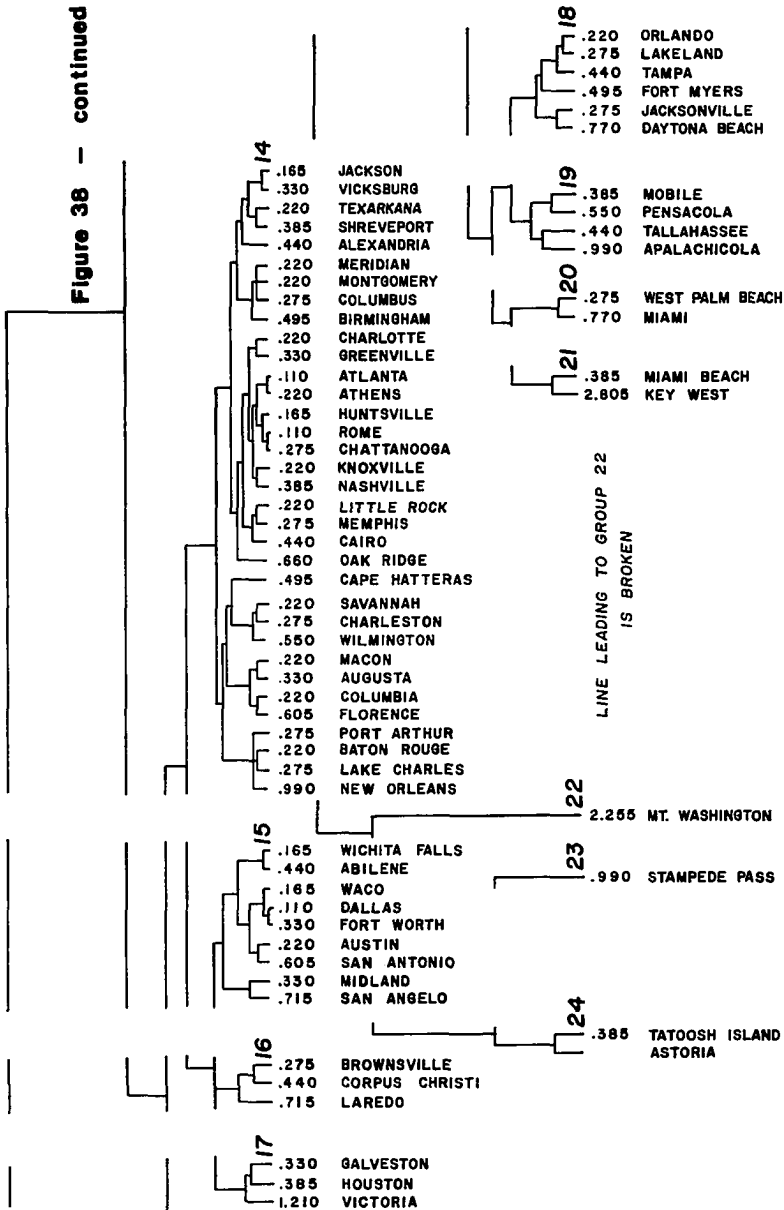 Figure 38 — continued
14
.165 JACKSON
.330 VICKSBURG
.220 TEXARKANA
.385 SHREVEPORT
.440 ALEXANDRIA
.220 MERIDIAN
.220 MONTGOMERY
.275 COLUMBUS
.495 BIRMINGHAM
.220 CHARLOTTE
.330 GREENVILLE
.110 ATLANTA
.220 ATHENS
.165 HUNTSVILLE
.110 ROME
.275 CHATTANOOGA
.220 KNOXVILLE
.385 NASHVILLE
.220 LITTLE ROCK
.275 MEMPHIS
.440 CAIRO
.660 OAK RIDGE
.495 CAPE HATTERAS
.220 SAVANNAH
.275 CHARLESTON
.550 WILMINGTON
.220 MACON
.330 AUGUSTA
.220 COLUMBIA
.605 FLORENCE
.275 PORT ARTHUR
.220 BATON ROUGE
.275 LAKE CHARLES
.990 NEW ORLEANS
15
.165 WICHITA FALLS
.440 ABILENE
.165 WACO
.110 DALLAS
.330 FORT WORTH
.220 AUSTIN
.605 SAN ANTONIO
.330 MIDLAND
.715 SAN ANGELO
16
.275 BROWNSVILLE
.440 CORPUS CHRISTI
.715 LAREDO
17
.330 GALVESTON
.385 HOUSTON
1.210 VICTORIA
18
.220 ORLANDO
.275 LAKELAND
.440 TAMPA
.495 FORT MYERS
.275 JACKSONVILLE
.770 DAYTONA BEACH
19
.385 MOBILE
.550 PENSACOLA
.440 TALLAHASSEE
.990 APALACHICOLA
20
.275 WEST PALM BEACH
.770 MIAMI
21
.385 MIAMI BEACH
2.805 KEY WEST
LINE LEADING TO GROUP 22
IS BROKEN
22
2.255 MT. WASHINGTON
23
.990 STAMPEDE PASS
24
.385 TATOOSH ISLAND
ASTORIA